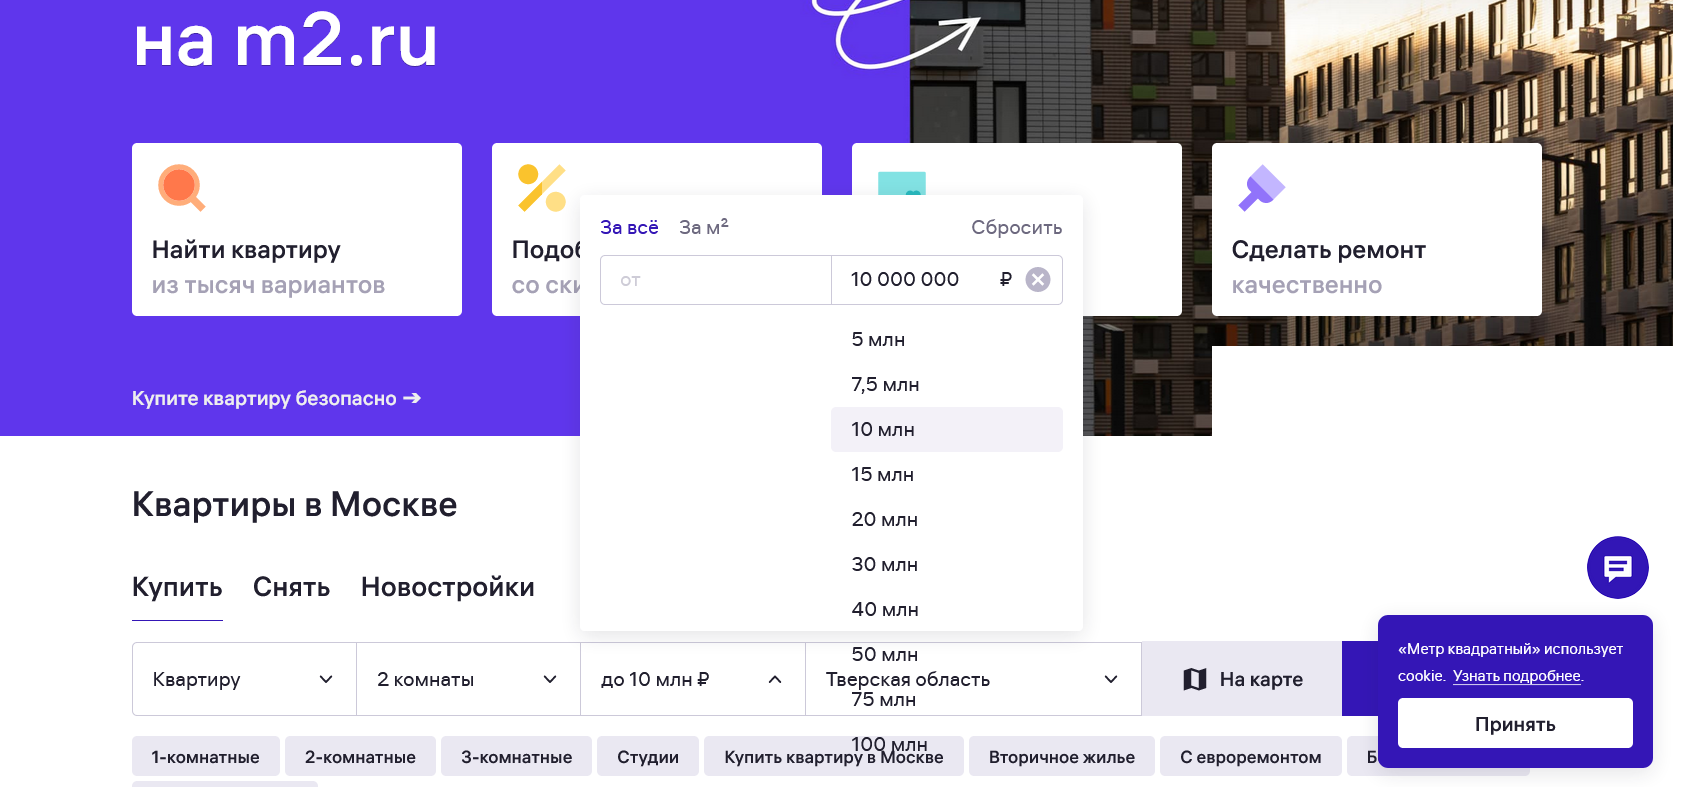 на m2.ru
Найти квартиру
из тысяч вариантов
со
Сделать ремонт
качественно
За всё За м² Сбросить
от 10 000 000 ₽
5 млн
7,5 млн
10 млн
15 млн
20 млн
30 млн
40 млн
50 млн
75 млн
100 млн
Купите квартиру безопасно →
Квартиры в Москве
Купить Снять Новостройки
Квартиру 2 комнаты до 10 млн ₽ Тверская область На карте
1-комнатные 2-комнатные 3-комнатные Студии Купить квартиру в Москве Вторичное жилье С евроремонтом
«Метр квадратный» использует
cookie. Узнать подробнее.
Принять